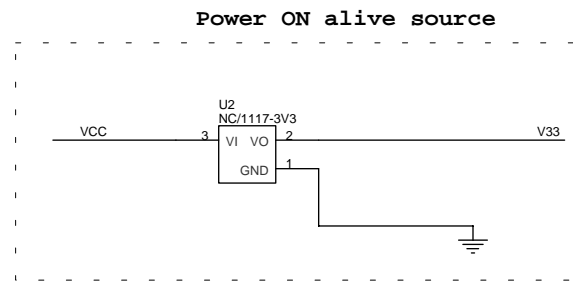 Power ON alive source
U2
NC/1117-3V3
VCC
3
VI
VO
2
V33
GND
1